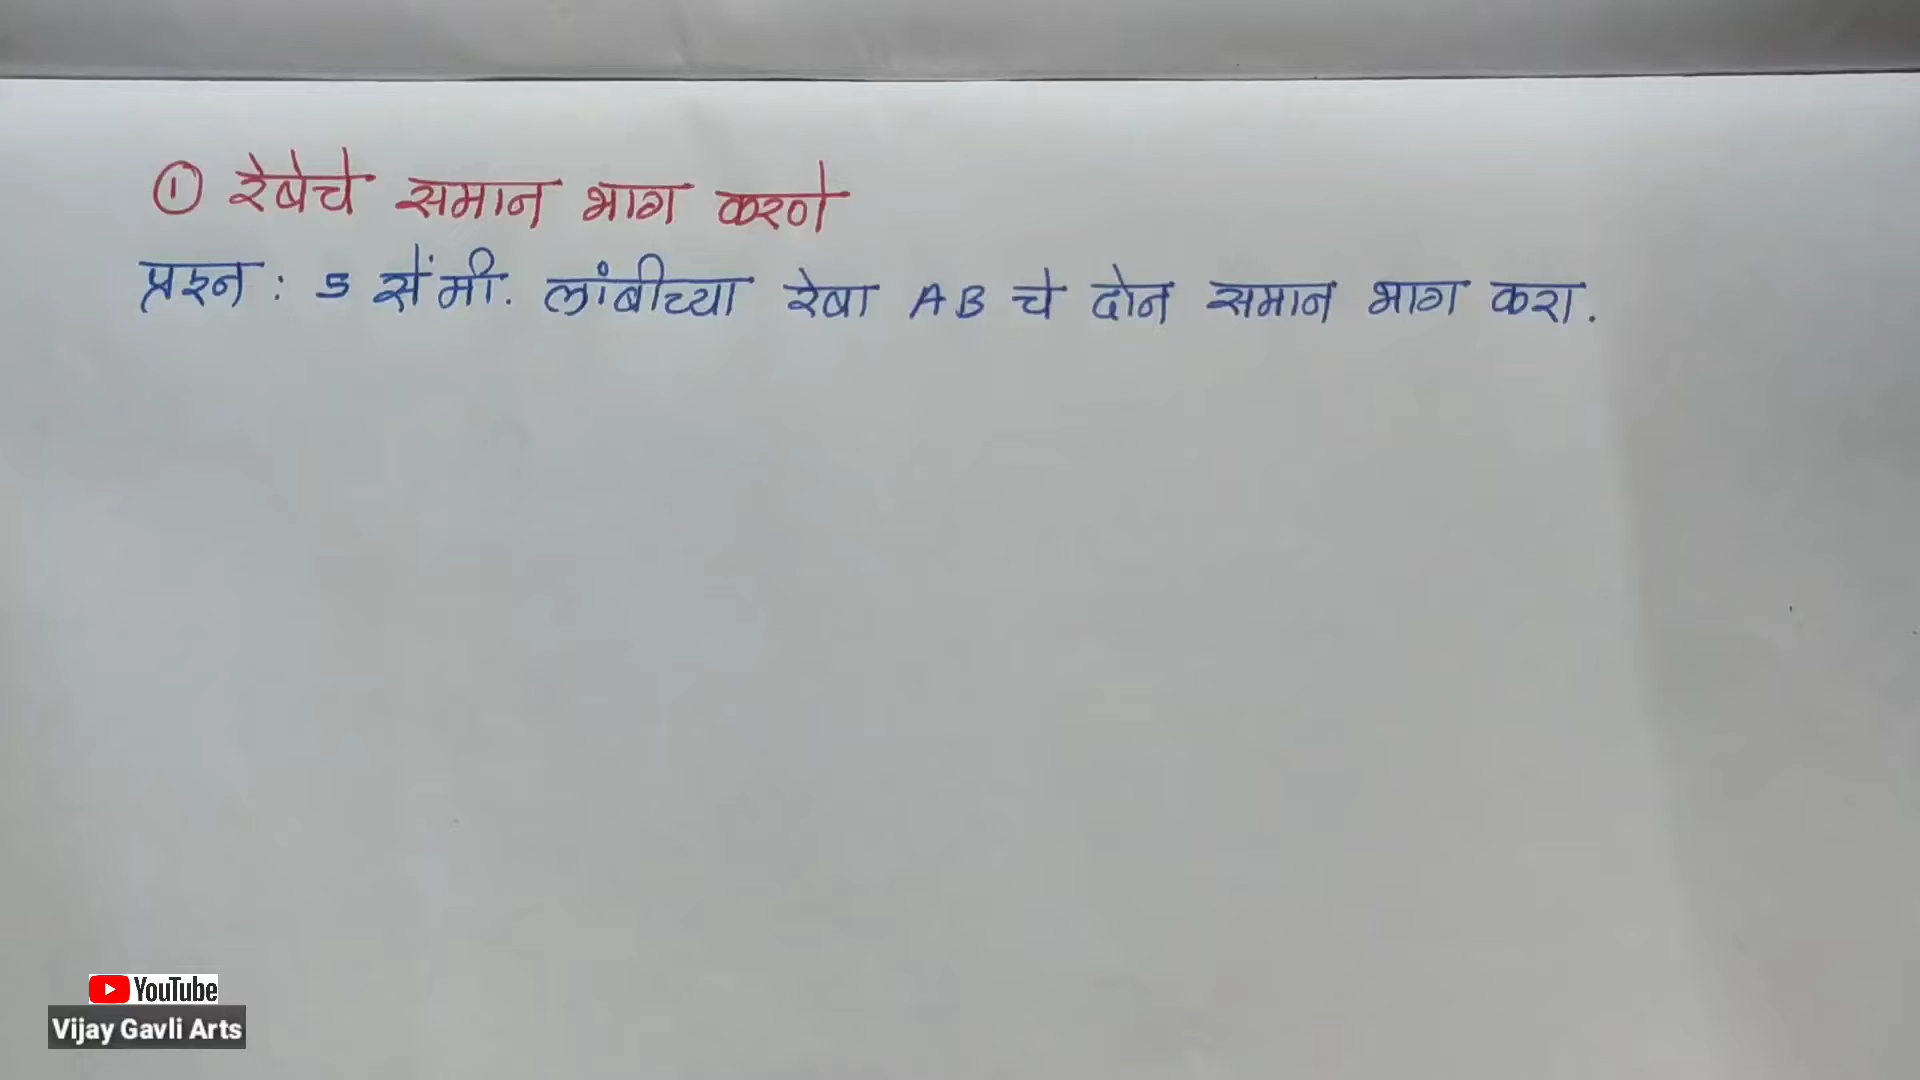 ① रेषेचे समान भाग करणे
प्रश्न : 5 सें.मी. लांबीच्या रेषा AB चे दोन समान भाग करा.
YouTube
Vijay Gavli Arts